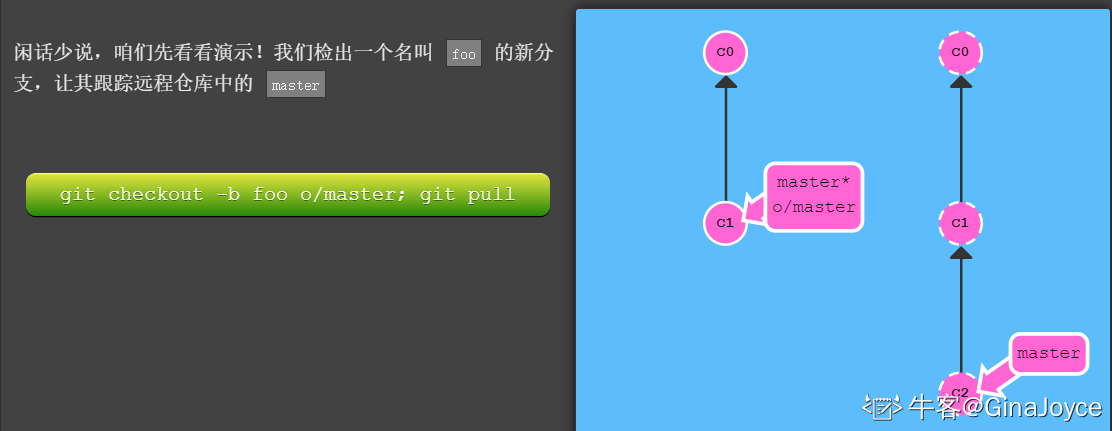 闲话少说，咱们先看看演示！我们检出一个名叫 foo 的新分
支，让其跟踪远程仓库中的 master
git checkout -b foo o/master; git pull
c0
c0
master*
o/master
c1
c1
master
c2
牛客@GinaJoyce